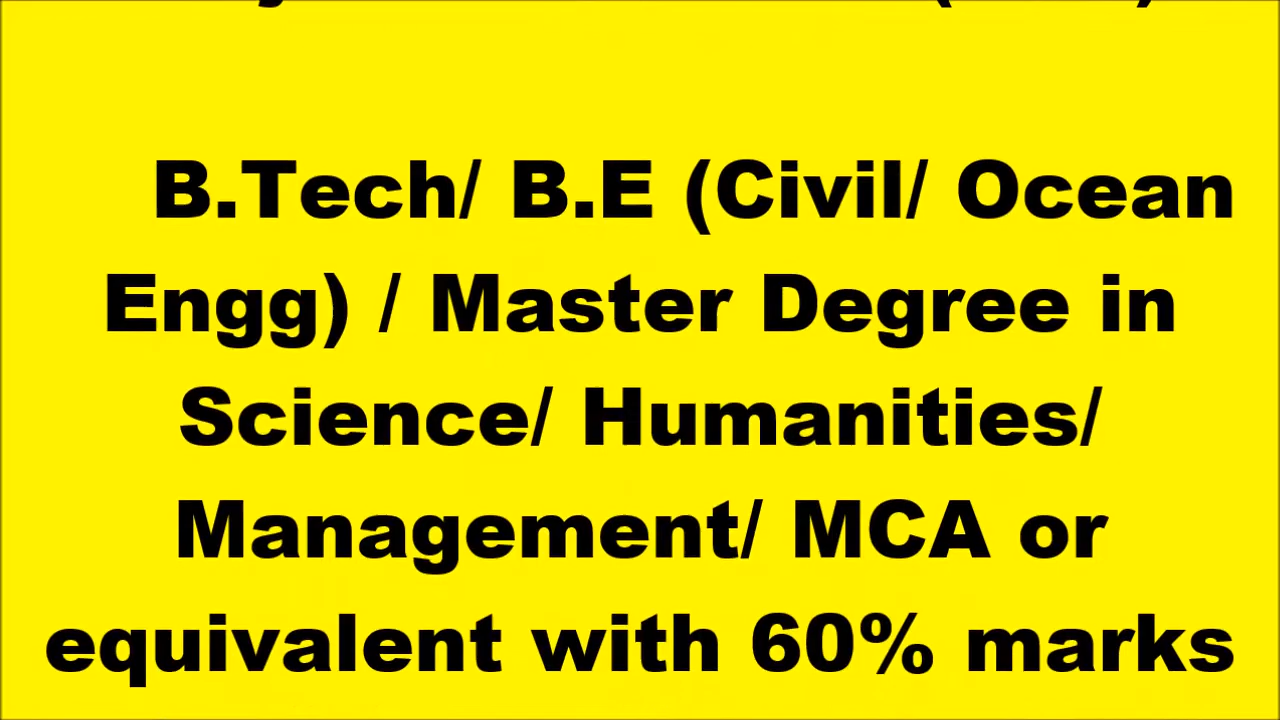 B.Tech/ B.E (Civil/ Ocean
Engg) / Master Degree in
Science/ Humanities/
Management/ MCA or
equivalent with 60% marks